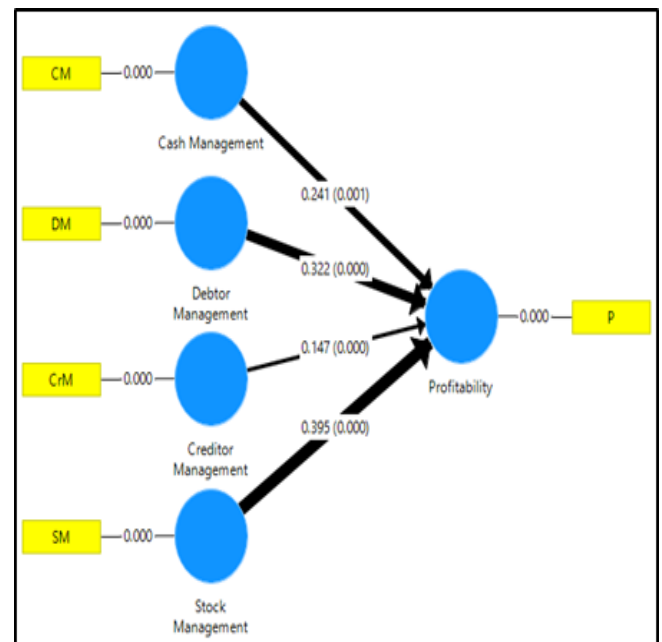 CM
0.000
Cash Management
0.241 (0.001)
DM
0.000
0.322 (0.000)
Debtor
Management
0.000
P
Profitability
CrM
0.000
0.147 (0.000)
Creditor
Management
0.395 (0.000)
SM
0.000
Stock
Management